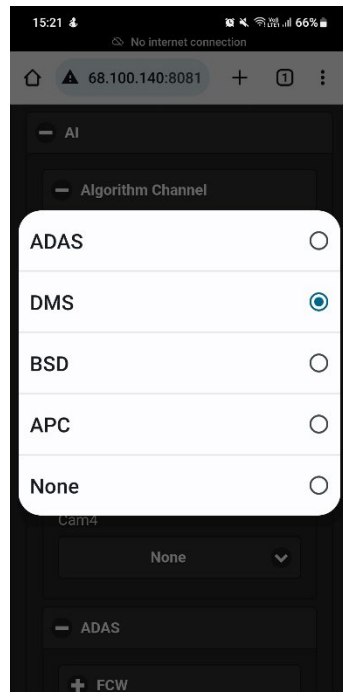 15:21 66%
No internet connection
68.100.140:8081 1
AI
Algorithm Channel
ADAS
DMS
BSD
APC
None
Cam4
None
ADAS
FCW